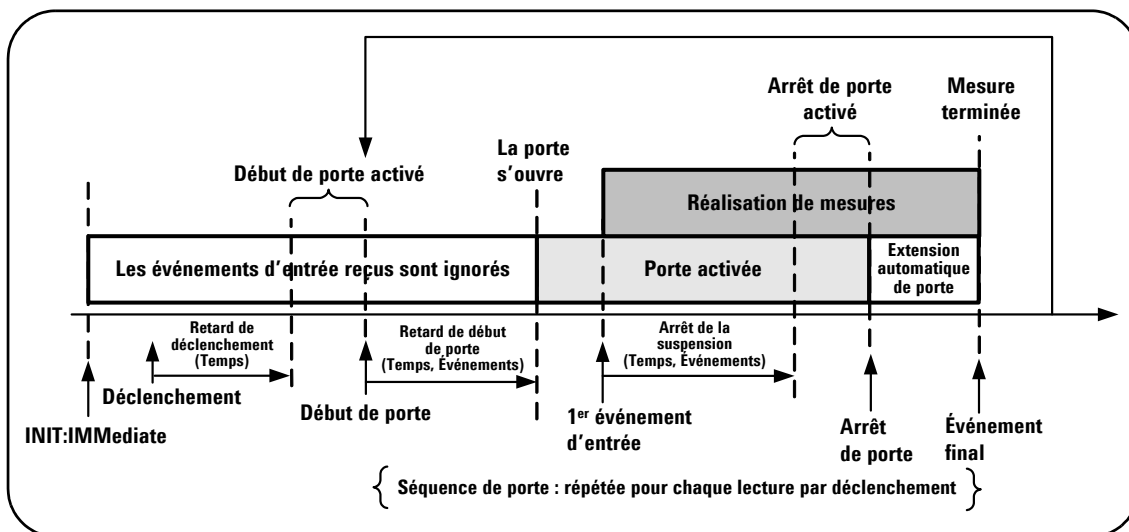 Arrêt de porte
activé
Mesure
terminée
La porte
s’ouvre
Début de porte activé
Réalisation de mesures
Les événements d’entrée reçus sont ignorés
Porte activée
Extension
automatique
de porte
Retard de
déclenchement
(Temps)
Retard de début
de porte
(Temps, Événements)
Arrêt de la
suspension
(Temps, Événements)
Déclenchement
Début de porte
1er événement
d’entrée
INIT:IMMediate
Arrêt
de porte
Événement
final
Séquence de porte : répétée pour chaque lecture par déclenchement